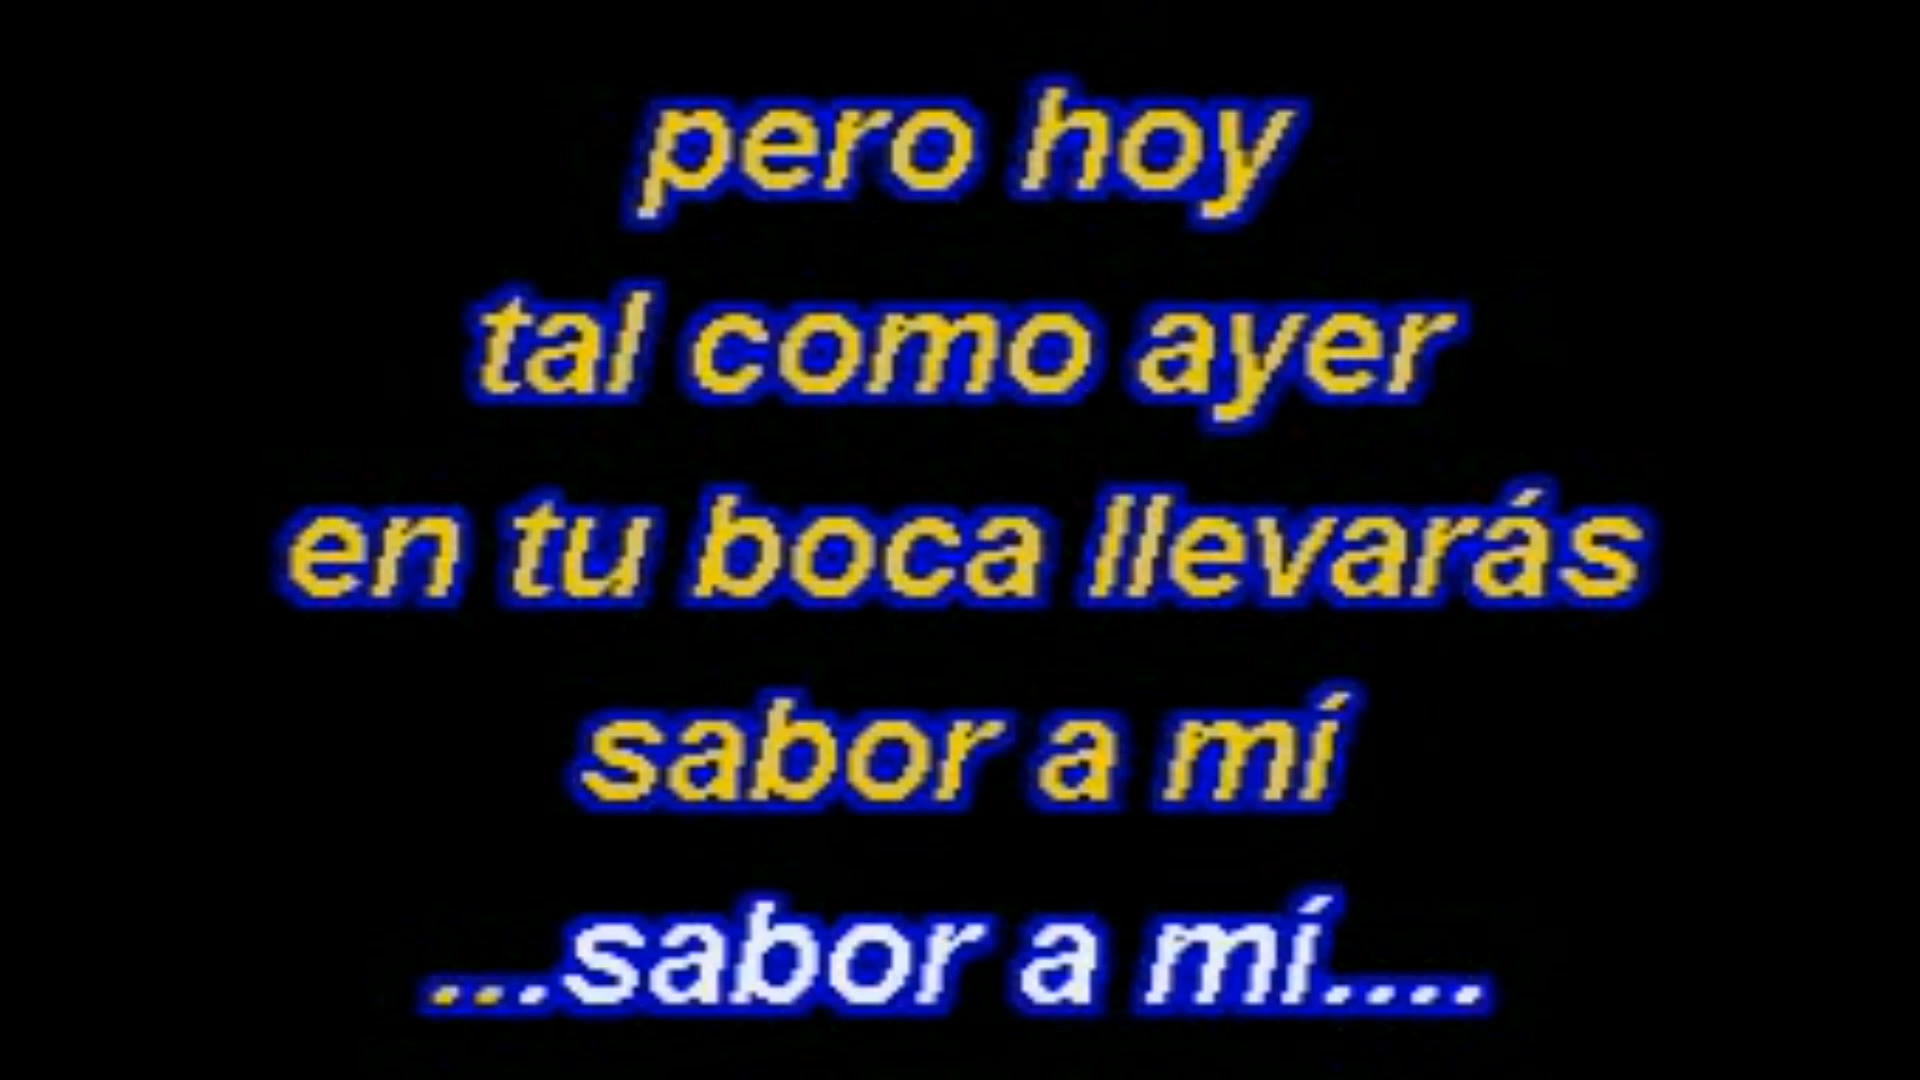 pero hoy
tal como ayer
en tu boca llevarás
sabor a mí
...sabor a mí....